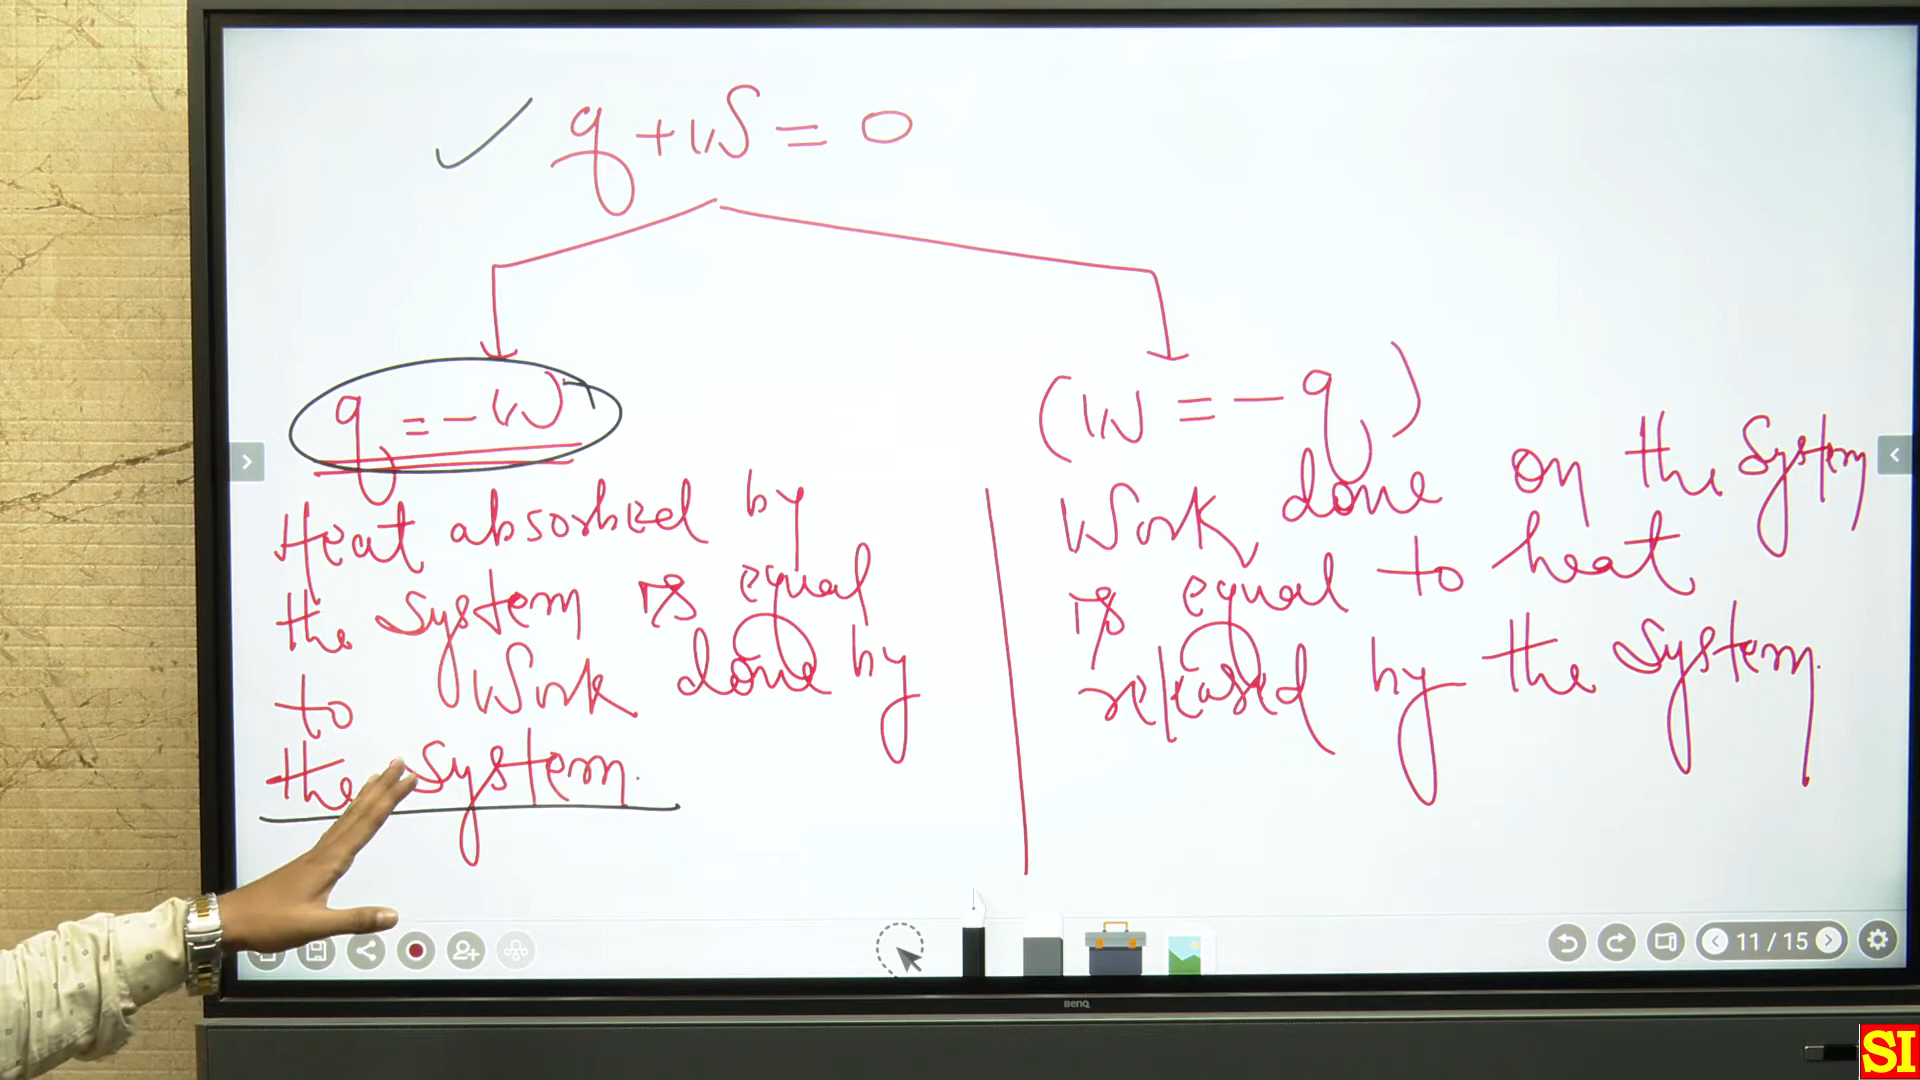 q + w = 0
q = -w
Heat absorbed by
the system is equal
to work done by
the system.
(w = -q)
Work done on the system
is equal to heat
released by the system.
11 / 15
BenQ
SI